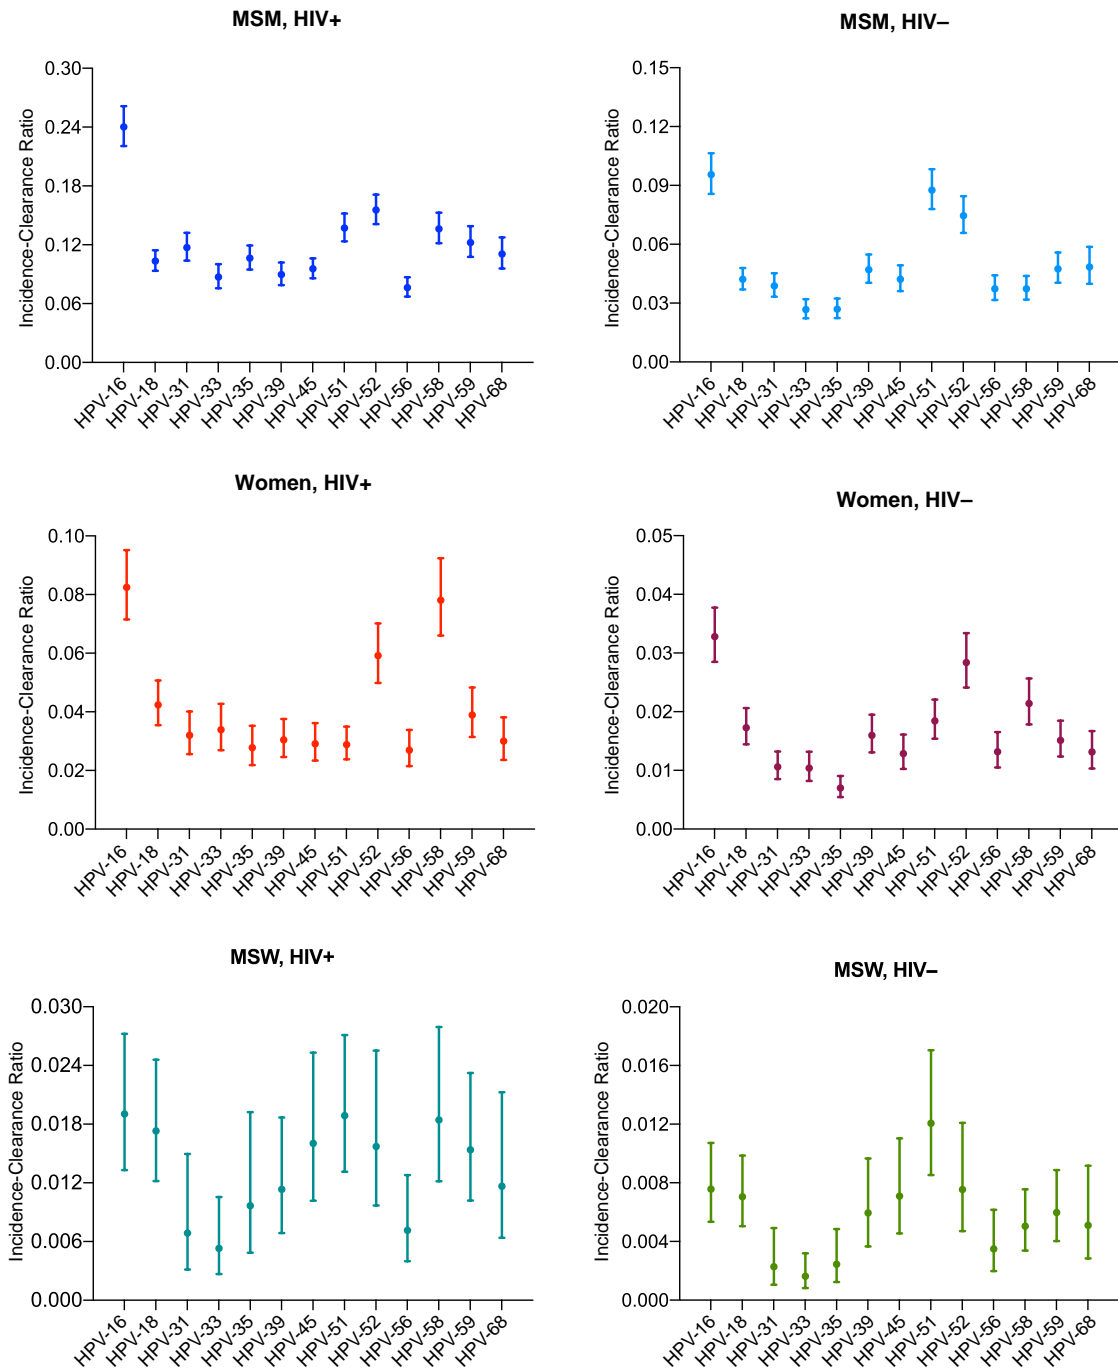 MSM, HIV+
Incidence-Clearance Ratio
0.30
0.24
0.18
0.12
0.06
0.00
HPV-16
HPV-18
HPV-31
HPV-33
HPV-35
HPV-39
HPV-45
HPV-51
HPV-52
HPV-56
HPV-58
HPV-59
HPV-68
MSM, HIV–
Incidence-Clearance Ratio
0.15
0.12
0.09
0.06
0.03
0.00
HPV-16
HPV-18
HPV-31
HPV-33
HPV-35
HPV-39
HPV-45
HPV-51
HPV-52
HPV-56
HPV-58
HPV-59
HPV-68
Women, HIV+
Incidence-Clearance Ratio
0.10
0.08
0.06
0.04
0.02
0.00
HPV-16
HPV-18
HPV-31
HPV-33
HPV-35
HPV-39
HPV-45
HPV-51
HPV-52
HPV-56
HPV-58
HPV-59
HPV-68
Women, HIV–
Incidence-Clearance Ratio
0.05
0.04
0.03
0.02
0.01
0.00
HPV-16
HPV-18
HPV-31
HPV-33
HPV-35
HPV-39
HPV-45
HPV-51
HPV-52
HPV-56
HPV-58
HPV-59
HPV-68
MSW, HIV+
Incidence-Clearance Ratio
0.030
0.024
0.018
0.012
0.006
0.000
HPV-16
HPV-18
HPV-31
HPV-33
HPV-35
HPV-39
HPV-45
HPV-51
HPV-52
HPV-56
HPV-58
HPV-59
HPV-68
MSW, HIV–
Incidence-Clearance Ratio
0.020
0.016
0.012
0.008
0.004
0.000
HPV-16
HPV-18
HPV-31
HPV-33
HPV-35
HPV-39
HPV-45
HPV-51
HPV-52
HPV-56
HPV-58
HPV-59
HPV-68